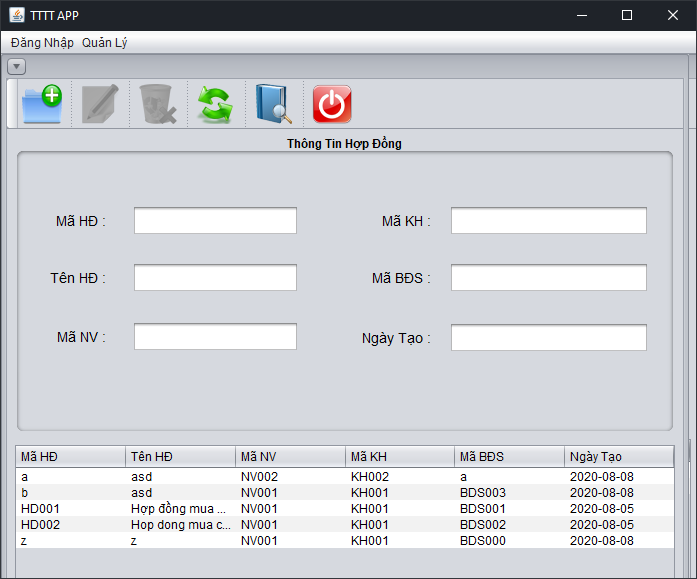 TTTT APP
Đăng Nhập Quản Lý
Thông Tin Hợp Đồng
Mã HĐ : Mã KH :
Tên HĐ : Mã BĐS :
Mã NV : Ngày Tạo :
Mã HĐ Tên HĐ Mã NV Mã KH Mã BĐS Ngày Tạo
a asd NV002 KH002 a 2020-08-08
b asd NV001 KH001 BDS003 2020-08-08
HD001 Hợp đồng mua ... NV001 KH001 BDS001 2020-08-05
HD002 Hop dong mua c... NV001 KH001 BDS002 2020-08-05
z z NV001 KH001 BDS000 2020-08-08